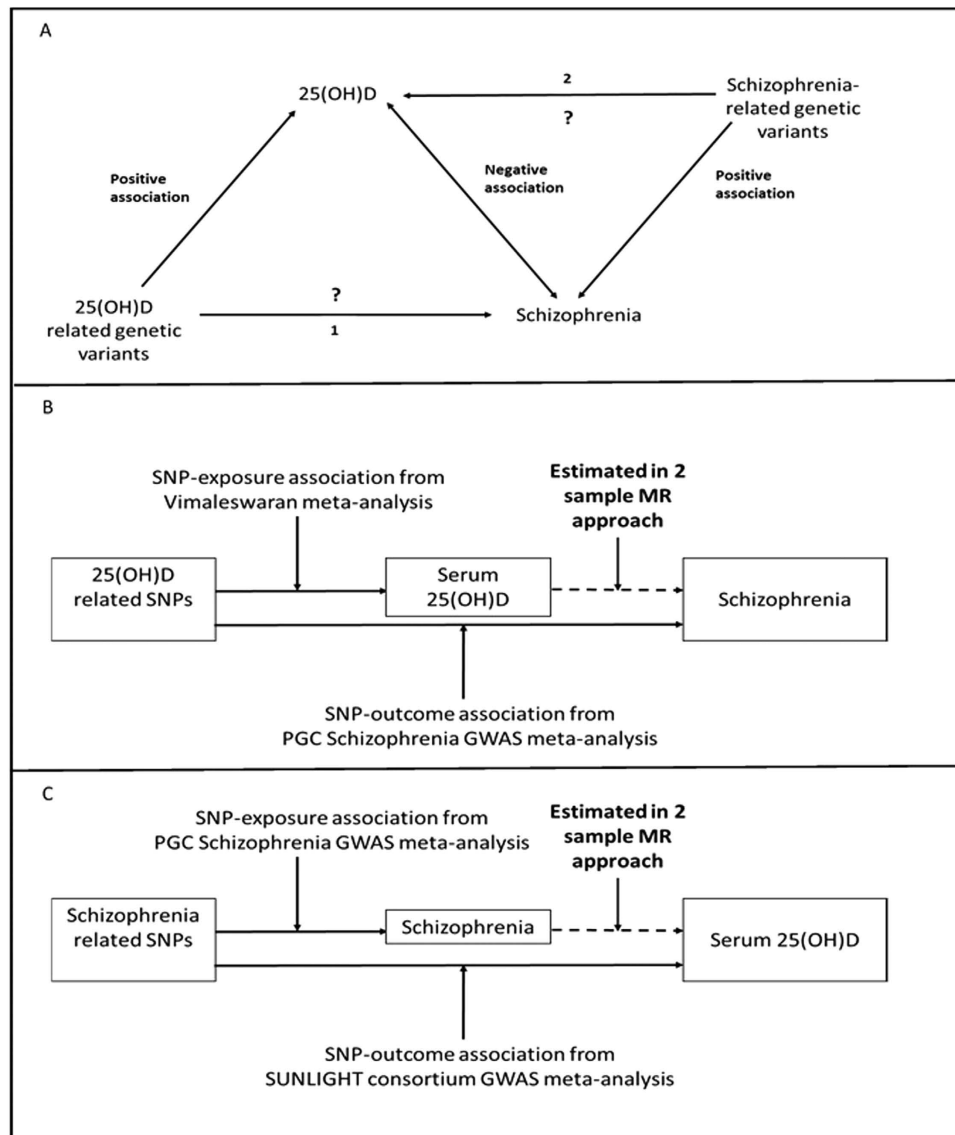 A
25(OH)D
2
?
Schizophrenia-
related genetic
variants
Positive
association
Negative
association
Positive
association
25(OH)D
related genetic
variants
?
1
Schizophrenia
B
SNP-exposure association from
Vimaleswaran meta-analysis
Estimated in 2
sample MR
approach
25(OH)D
related SNPs
Serum
25(OH)D
Schizophrenia
SNP-outcome association from
PGC Schizophrenia GWAS meta-analysis
C
SNP-exposure association from
PGC Schizophrenia GWAS meta-analysis
Estimated in 2
sample MR
approach
Schizophrenia
related SNPs
Schizophrenia
Serum 25(OH)D
SNP-outcome association from
SUNLIGHT consortium GWAS meta-analysis